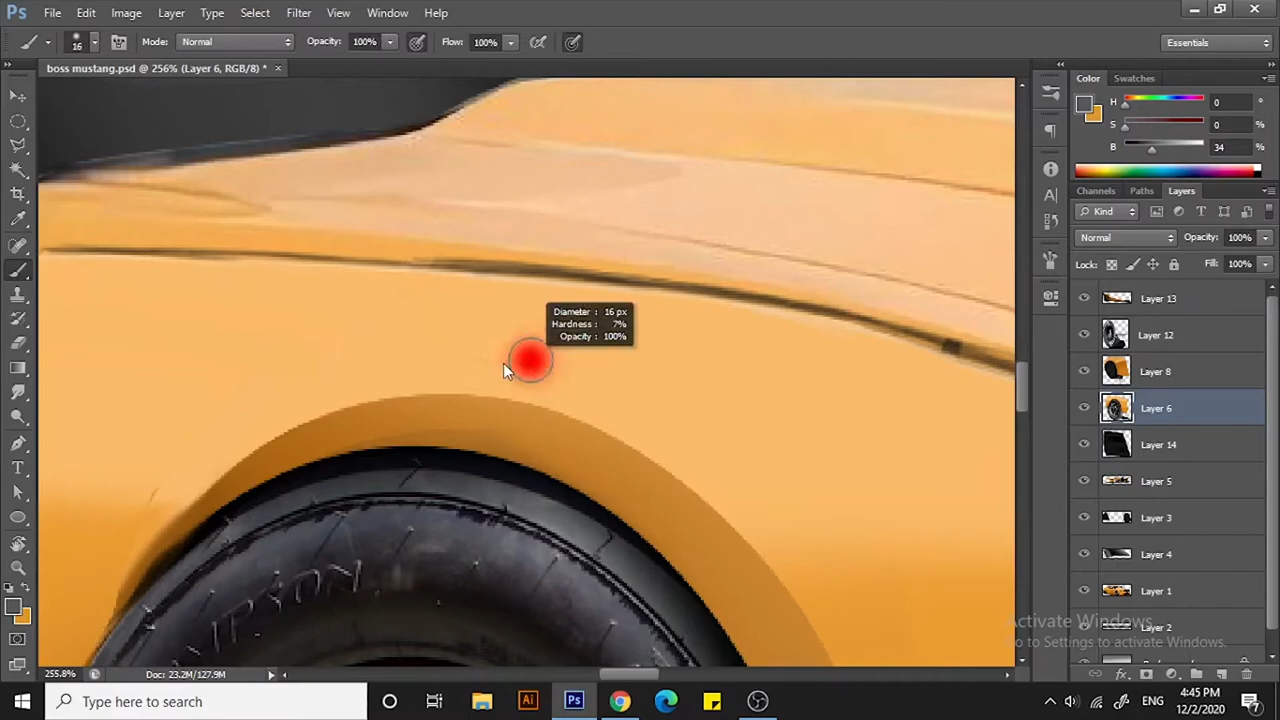 Ps File Edit Image Layer Type Select Filter View Window Help
16 Mode: Normal Opacity: 100% Flow: 100% Essentials
boss mustang.psd @ 256% (Layer 6, RGB/8) * ×
Color Swatches
H 0 °
S 0 %
B 34 %
Channels Paths Layers
Kind
Normal Opacity: 100%
Lock: Fill: 100%
Layer 13
Layer 12
Layer 8
Layer 6
Layer 14
Layer 5
Layer 3
Layer 4
Layer 1
Layer 2
Diameter : 16 px
Hardness : 7%
Opacity : 100%
Activate Windows
Go to Settings to activate Windows.
255.8% Doc: 23.2M/127.9M
Type here to search
Ai Ps
ENG
4:45 PM
12/2/2020
7